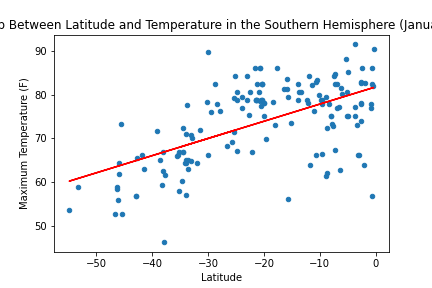 Between Latitude and Temperature in the Southern Hemisphere
Maximum Temperature (F)
90
80
70
60
50
−50 −40 −30 −20 −10 0
Latitude